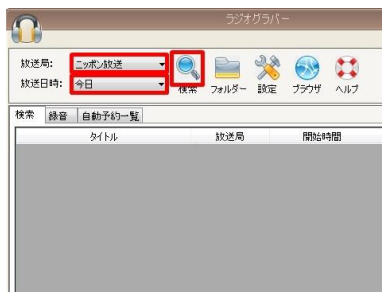 ラジオグラバー
放送局: ニッポン放送
放送日時: 今日
検索 フォルダー 設定 ブラウザ ヘルプ
検索 録音 自動予約一覧
タイトル 放送局 開始時間